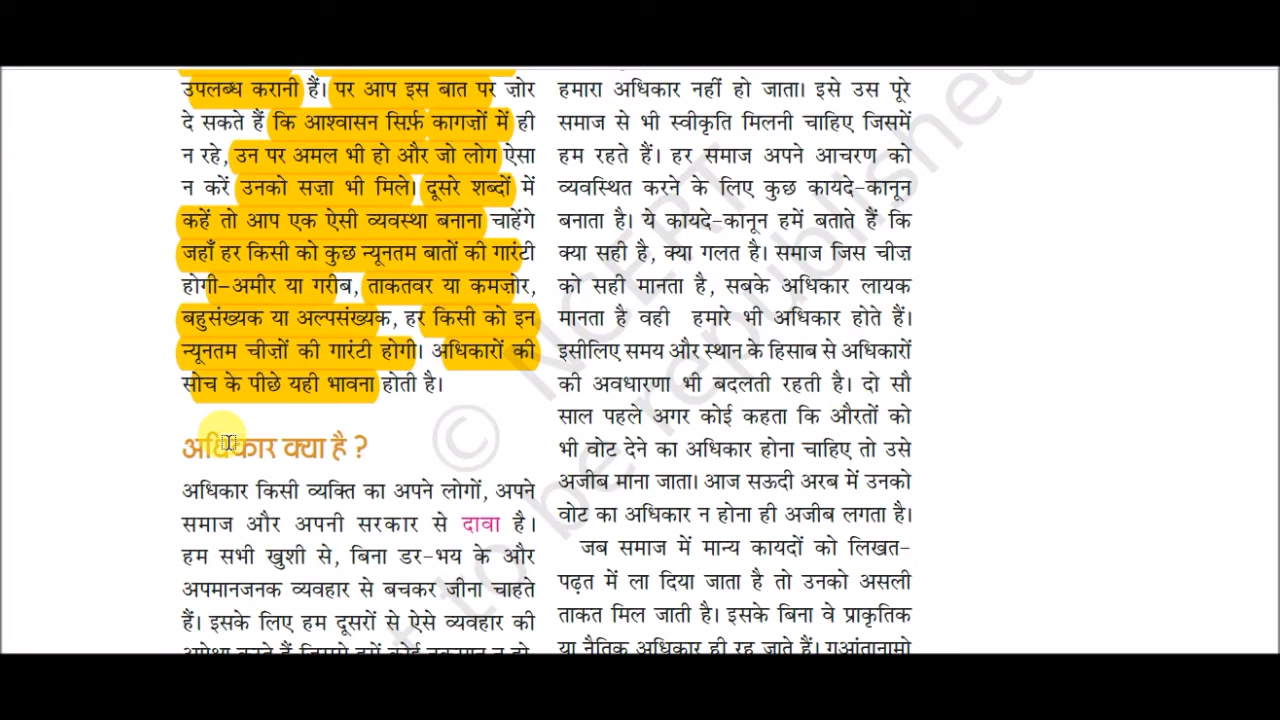 उपलब्ध करानी हैं। पर आप इस बात पर ज़ोर
दे सकते हैं कि आश्वासन सिर्फ़ कागज़ों में ही
न रहे, उन पर अमल भी हो और जो लोग ऐसा
न करें उनको सज़ा भी मिले। दूसरे शब्दों में
कहें तो आप एक ऐसी व्यवस्था बनाना चाहेंगे
जहाँ हर किसी को कुछ न्यूनतम बातों की गारंटी
होगी–अमीर या गरीब, ताकतवर या कमज़ोर,
बहुसंख्यक या अल्पसंख्यक, हर किसी को इन
न्यूनतम चीज़ों की गारंटी होगी। अधिकारों की
सोच के पीछे यही भावना होती है।
अधिकार क्या है ?
अधिकार किसी व्यक्ति का अपने लोगों, अपने
समाज और अपनी सरकार से दावा है।
हम सभी खुशी से, बिना डर-भय के और
अपमानजनक व्यवहार से बचकर जीना चाहते
हैं। इसके लिए हम दूसरों से ऐसे व्यवहार की
हमारा अधिकार नहीं हो जाता। इसे उस पूरे
समाज से भी स्वीकृति मिलनी चाहिए जिसमें
हम रहते हैं। हर समाज अपने आचरण को
व्यवस्थित करने के लिए कुछ कायदे-कानून
बनाता है। ये कायदे-कानून हमें बताते हैं कि
क्या सही है, क्या गलत है। समाज जिस चीज़
को सही मानता है, सबके अधिकार लायक
मानता है वही हमारे भी अधिकार होते हैं।
इसीलिए समय और स्थान के हिसाब से अधिकारों
की अवधारणा भी बदलती रहती है। दो सौ
साल पहले अगर कोई कहता कि औरतों को
भी वोट देने का अधिकार होना चाहिए तो उसे
अजीब माना जाता। आज सऊदी अरब में उनको
वोट का अधिकार न होना ही अजीब लगता है।
जब समाज में मान्य कायदों को लिखत-
पढ़त में ला दिया जाता है तो उनको असली
ताकत मिल जाती है। इसके बिना वे प्राकृतिक
या नैतिक अधिकार ही रह जाते हैं। गुआंतानामो
© NCERT
to be republished